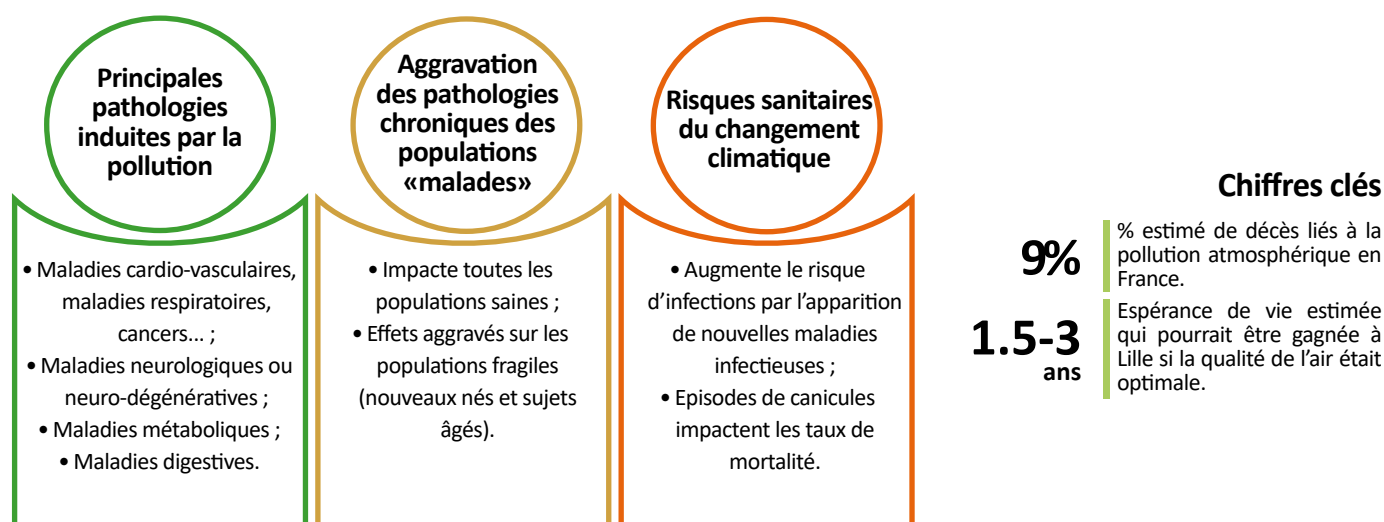 Principales
pathologies
induites par la
pollution
• Maladies cardio-vasculaires,
maladies respiratoires,
cancers... ;
• Maladies neurologiques ou
neuro-dégénératives ;
• Maladies métaboliques ;
• Maladies digestives.
Aggravation
des pathologies
chroniques des
populations
«malades»
• Impacte toutes les
populations saines ;
• Effets aggravés sur les
populations fragiles
(nouveaux nés et sujets
âgés).
Risques sanitaires
du changement
climatique
• Augmente le risque
d’infections par l’apparition
de nouvelles maladies
infectieuses ;
• Episodes de canicules
impactent les taux de
mortalité.
Chiffres clés
9%
% estimé de décès liés à la
pollution atmosphérique en
France.
1.5-3
ans
Espérance de vie estimée
qui pourrait être gagnée à
Lille si la qualité de l’air était
optimale.